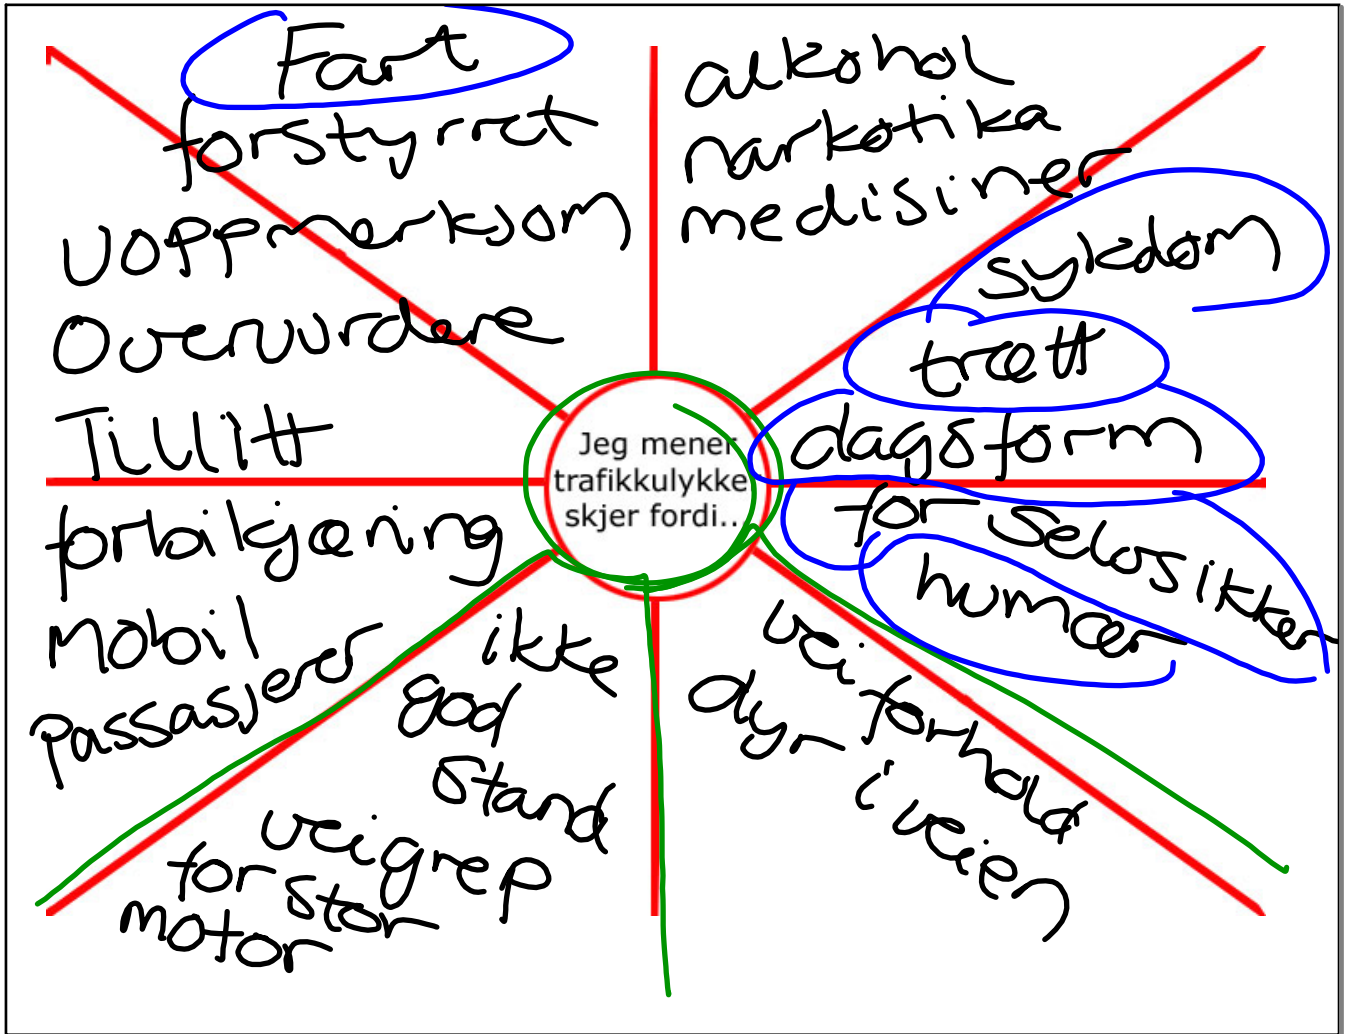 Fart
forstyrret
uoppmerksom
Overvurdere
Tillitt
forbikjøring
Mobil
passasjerer
alkohol
narkotika
medisiner
sykdom
trøtt
dagsform
for selvsikker
humør
Jeg mener
trafikkulykke
skjer fordi..
ikke
god
stand
veigrep
for stor
motor
veiforhold
dyr i veien